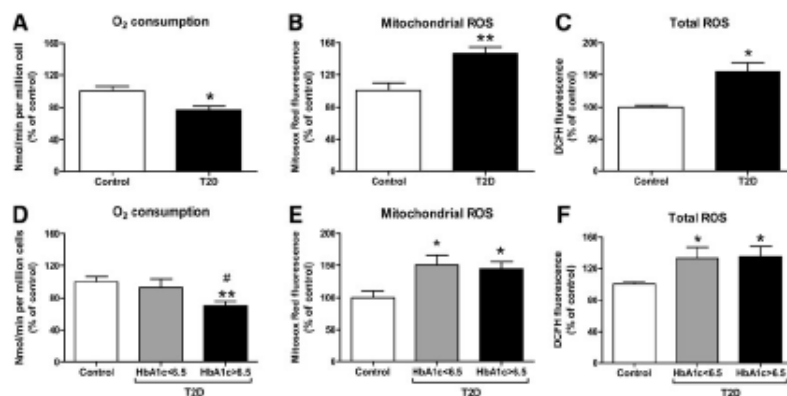 A
O₂ consumption
Nmol/min per million cell
(% of control)
160
120
80
40
0
*
Control
T2D
B
Mitochondrial ROS
Mitosox Red fluorescence
(% of control)
160
120
80
40
0
**
Control
T2D
C
Total ROS
DCFH fluorescence
(% of control)
200
150
100
50
0
*
Control
T2D
D
O₂ consumption
Nmol/min per million cells
(% of control)
160
120
80
40
0
#
**
Control
HbA1c<6.5
HbA1c>6.5
T2D
E
Mitochondrial ROS
Mitosox Red fluorescence
(% of control)
200
150
100
50
0
*
*
Control
HbA1c<6.5
HbA1c>6.5
T2D
F
Total ROS
DCFH fluorescence
(% of control)
160
120
80
40
0
*
*
Control
HbA1c<6.5
HbA1c>6.5
T2D